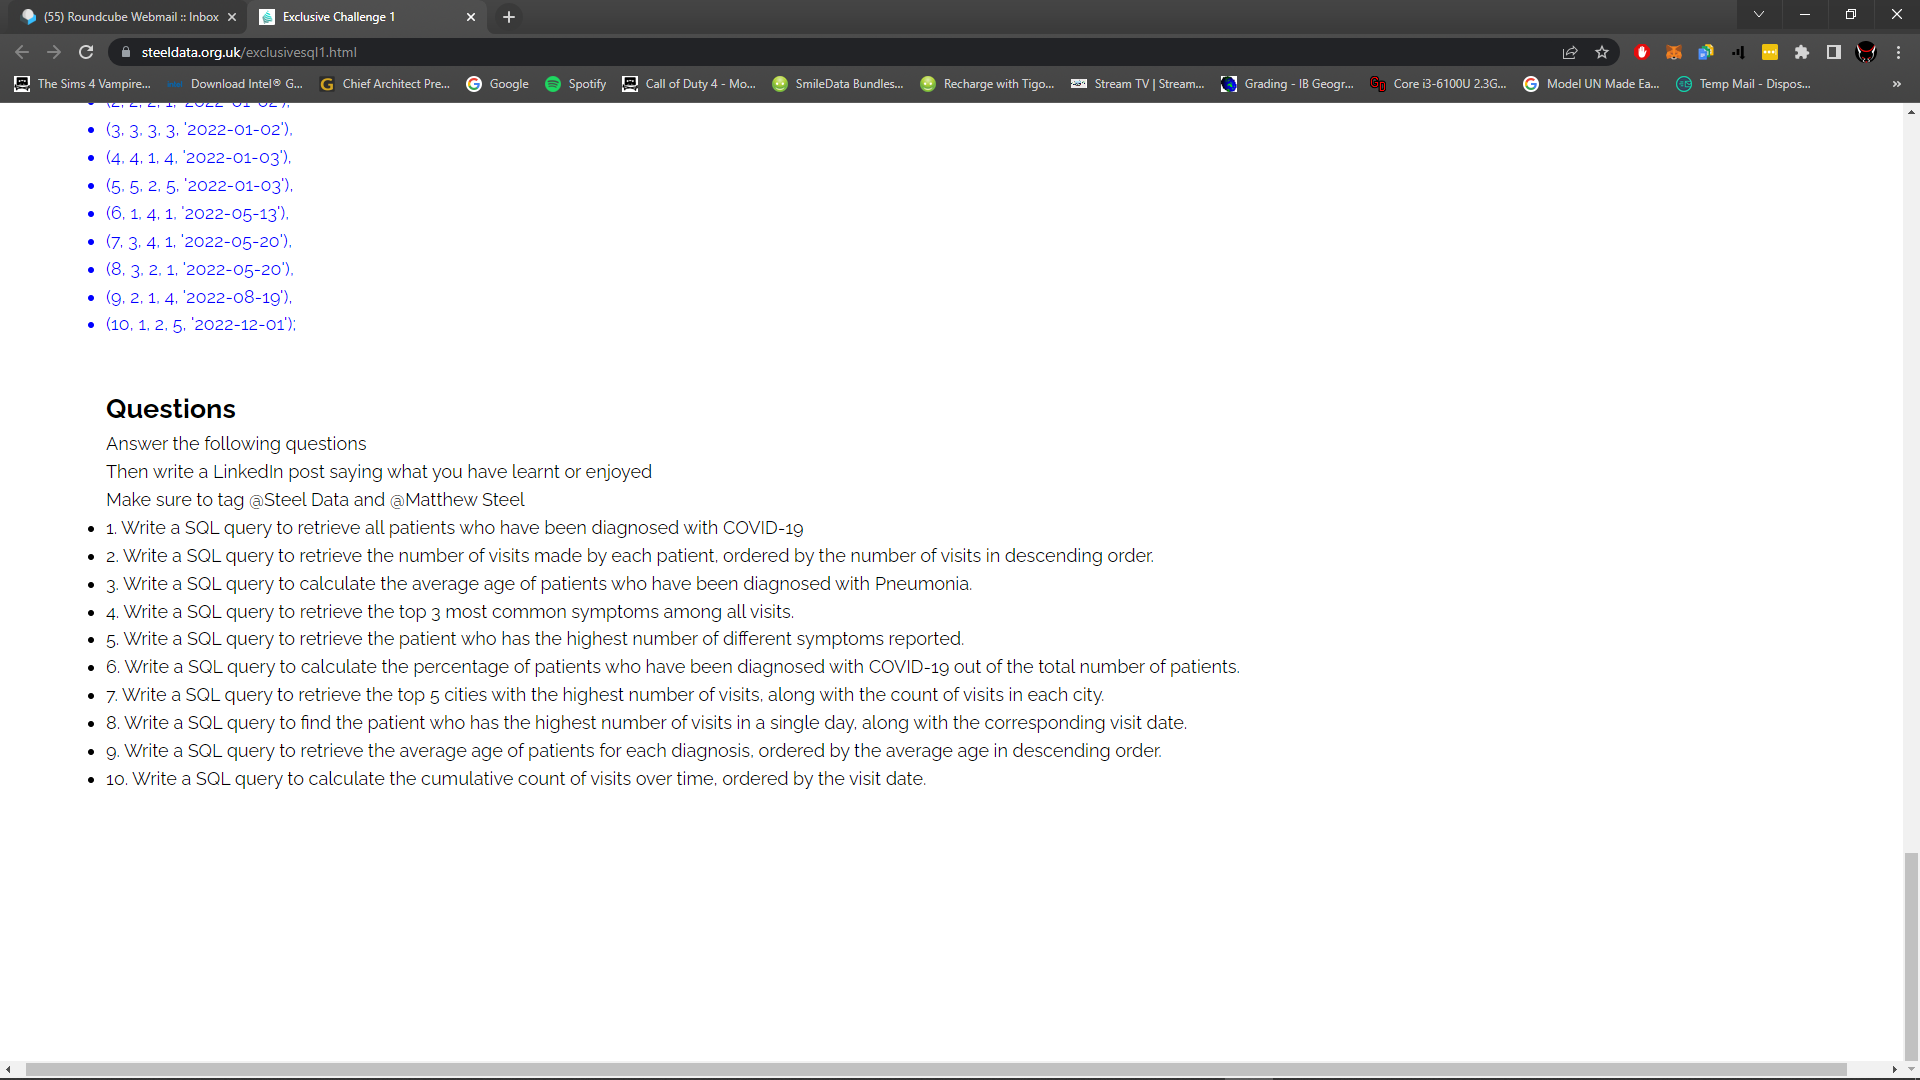 (55) Roundcube Webmail :: Inbox
Exclusive Challenge 1
steeldata.org.uk/exclusivesql1.html
The Sims 4 Vampire...
Download Intel® G...
Chief Architect Pre...
Google
Spotify
Call of Duty 4 - Mo...
SmileData Bundles...
Recharge with Tigo...
Stream TV | Stream...
Grading - IB Geogr...
Core i3-6100U 2.3G...
Model UN Made Ea...
Temp Mail - Dispos...
»
(2, 2, 2, 1, '2022-01-02'),
(3, 3, 3, 3, '2022-01-02'),
(4, 4, 1, 4, '2022-01-03'),
(5, 5, 2, 5, '2022-01-03'),
(6, 1, 4, 1, '2022-05-13'),
(7, 3, 4, 1, '2022-05-20'),
(8, 3, 2, 1, '2022-05-20'),
(9, 2, 1, 4, '2022-08-19'),
(10, 1, 2, 5, '2022-12-01');
Questions
Answer the following questions
Then write a LinkedIn post saying what you have learnt or enjoyed
Make sure to tag @Steel Data and @Matthew Steel
1. Write a SQL query to retrieve all patients who have been diagnosed with COVID-19
2. Write a SQL query to retrieve the number of visits made by each patient, ordered by the number of visits in descending order.
3. Write a SQL query to calculate the average age of patients who have been diagnosed with Pneumonia.
4. Write a SQL query to retrieve the top 3 most common symptoms among all visits.
5. Write a SQL query to retrieve the patient who has the highest number of different symptoms reported.
6. Write a SQL query to calculate the percentage of patients who have been diagnosed with COVID-19 out of the total number of patients.
7. Write a SQL query to retrieve the top 5 cities with the highest number of visits, along with the count of visits in each city.
8. Write a SQL query to find the patient who has the highest number of visits in a single day, along with the corresponding visit date.
9. Write a SQL query to retrieve the average age of patients for each diagnosis, ordered by the average age in descending order.
10. Write a SQL query to calculate the cumulative count of visits over time, ordered by the visit date.